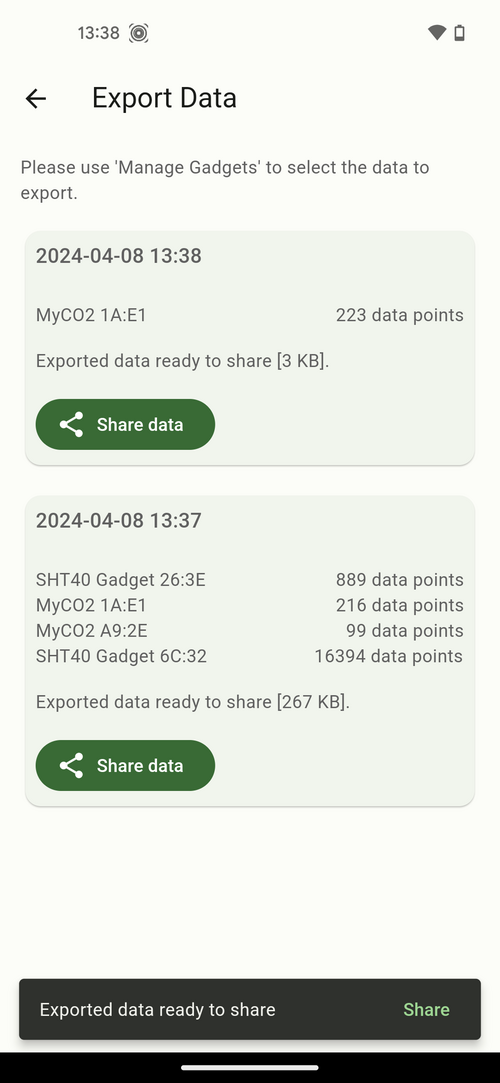 13:38
Export Data
Please use 'Manage Gadgets' to select the data to
export.
2024-04-08 13:38
MyCO2 1A:E1 223 data points
Exported data ready to share [3 KB].
Share data
2024-04-08 13:37
SHT40 Gadget 26:3E 889 data points
MyCO2 1A:E1 216 data points
MyCO2 A9:2E 99 data points
SHT40 Gadget 6C:32 16394 data points
Exported data ready to share [267 KB].
Share data
Exported data ready to share Share